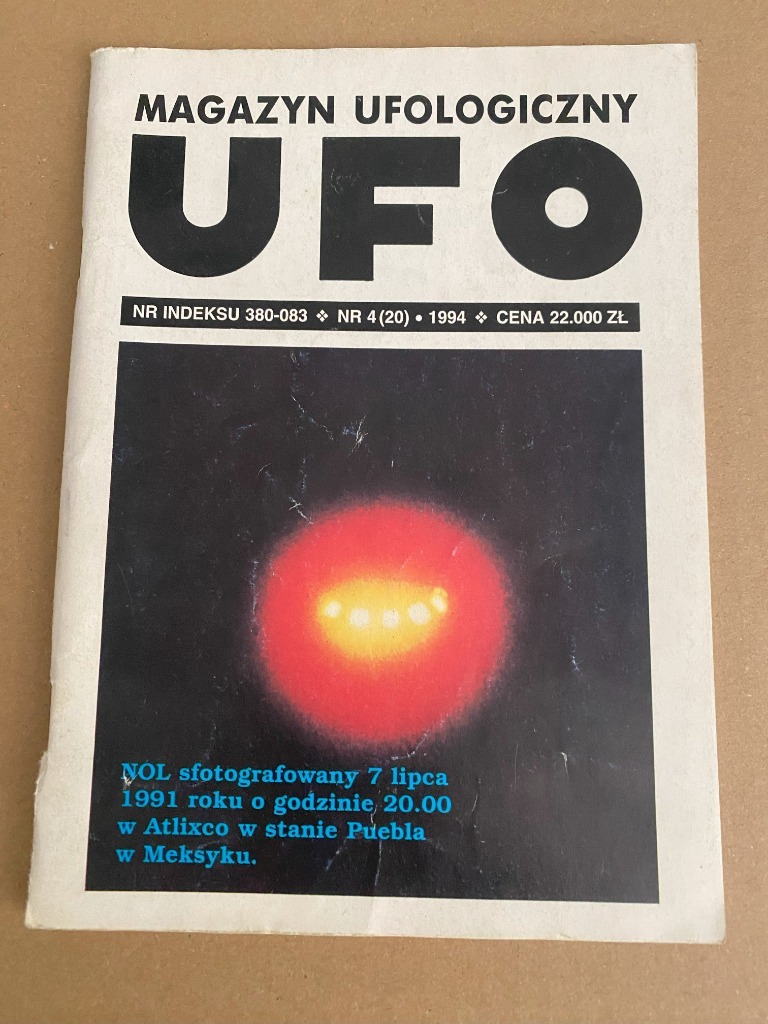 MAGAZYN UFOLOGICZNY
UFO
NR INDEKSU 380-083 ❖ NR 4 (20) • 1994 ❖ CENA 22.000 ZŁ
NOL sfotografowany 7 lipca
1991 roku o godzinie 20.00
w Atlixco w stanie Puebla
w Meksyku.